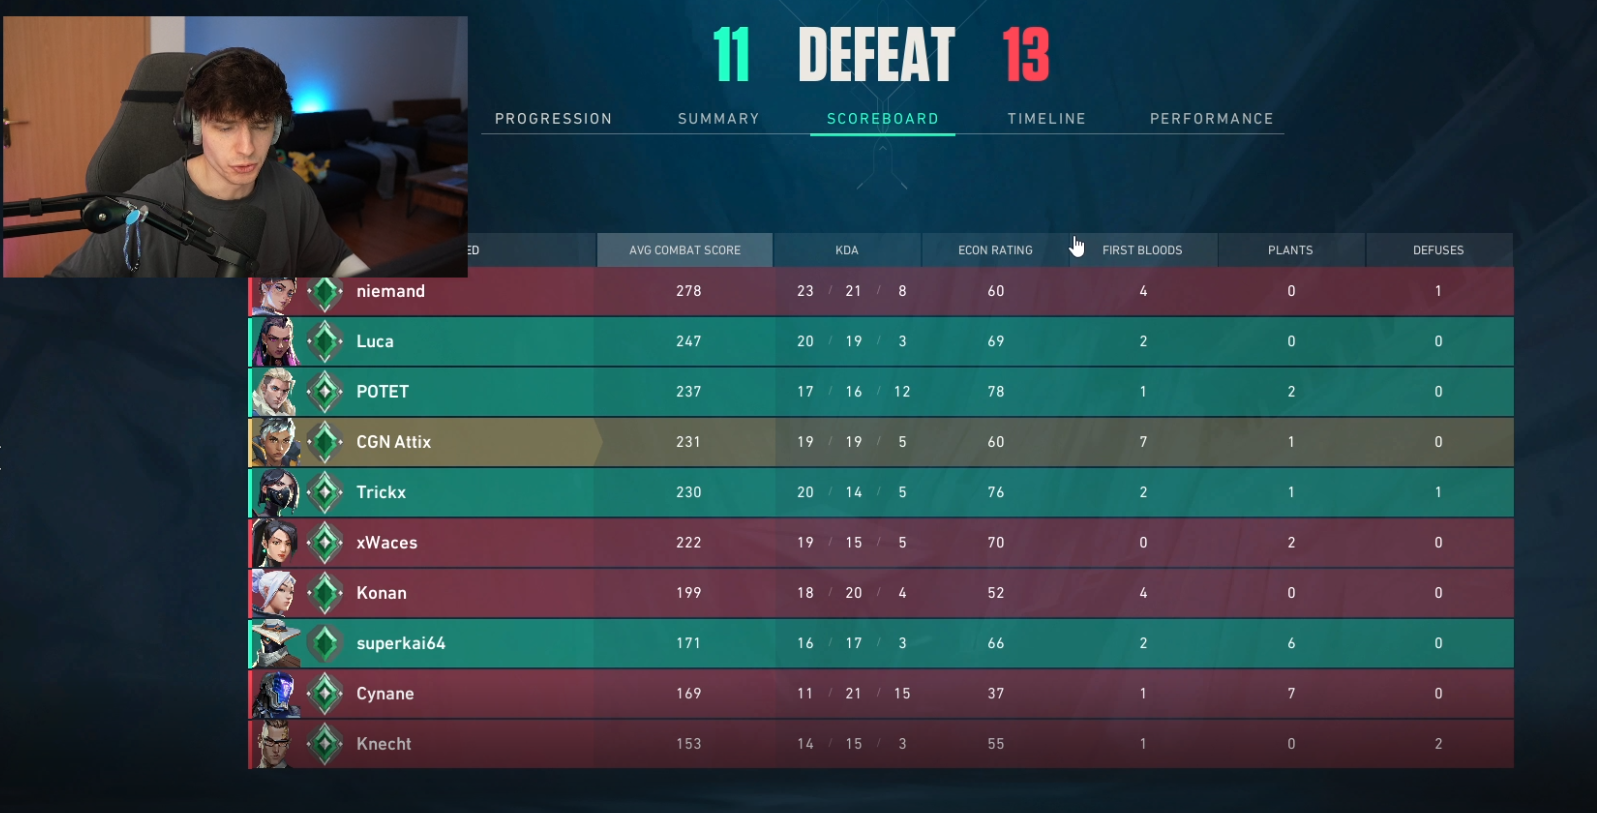 11 DEFEAT 13
PROGRESSION SUMMARY SCOREBOARD TIMELINE PERFORMANCE
ED AVG COMBAT SCORE KDA ECON RATING FIRST BLOODS PLANTS DEFUSES
niemand 278 23 / 21 / 8 60 4 0 1
Luca 247 20 / 19 / 3 69 2 0 0
POTET 237 17 / 16 / 12 78 1 2 0
CGN Attix 231 19 / 19 / 5 60 7 1 0
Trickx 230 20 / 14 / 5 76 2 1 1
xWaces 222 19 / 15 / 5 70 0 2 0
Konan 199 18 / 20 / 4 52 4 0 0
superkai64 171 16 / 17 / 3 66 2 6 0
Cynane 169 11 / 21 / 15 37 1 7 0
Knecht 153 14 / 15 / 3 55 1 0 2